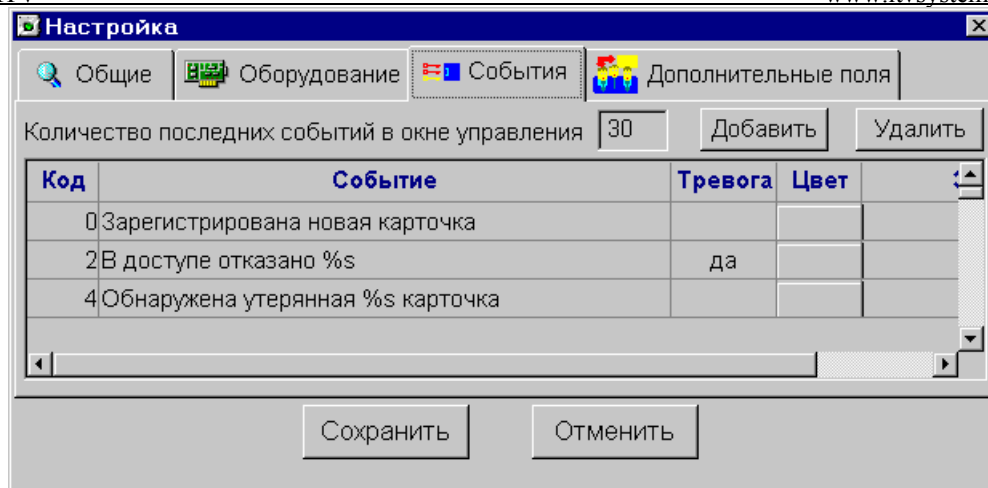 Настройка
Общие Оборудование События Дополнительные поля
Количество последних событий в окне управления 30 Добавить Удалить
Код Событие Тревога Цвет
0 Зарегистрирована новая карточка
2 В доступе отказано %s да
4 Обнаружена утерянная %s карточка
Сохранить Отменить